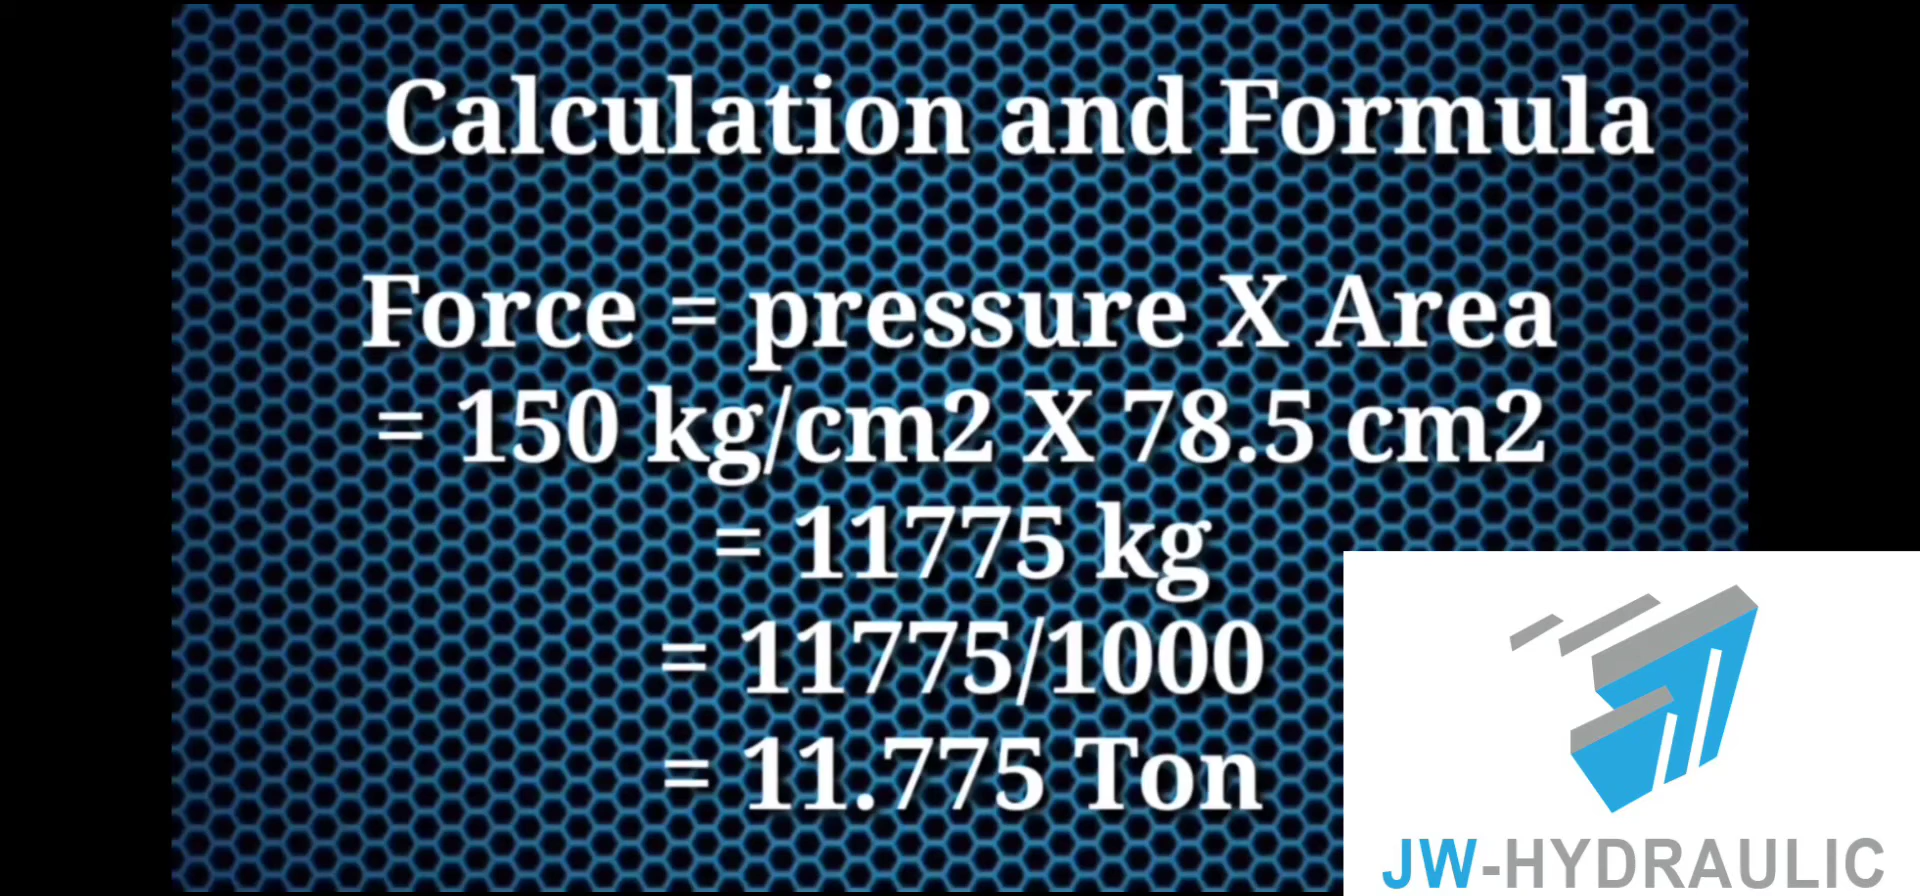 Calculation and Formula
Force = pressure X Area
= 150 kg/cm2 X 78.5 cm2
= 11775 kg
= 11775/1000
= 11.775 Ton
JW-HYDRAULIC